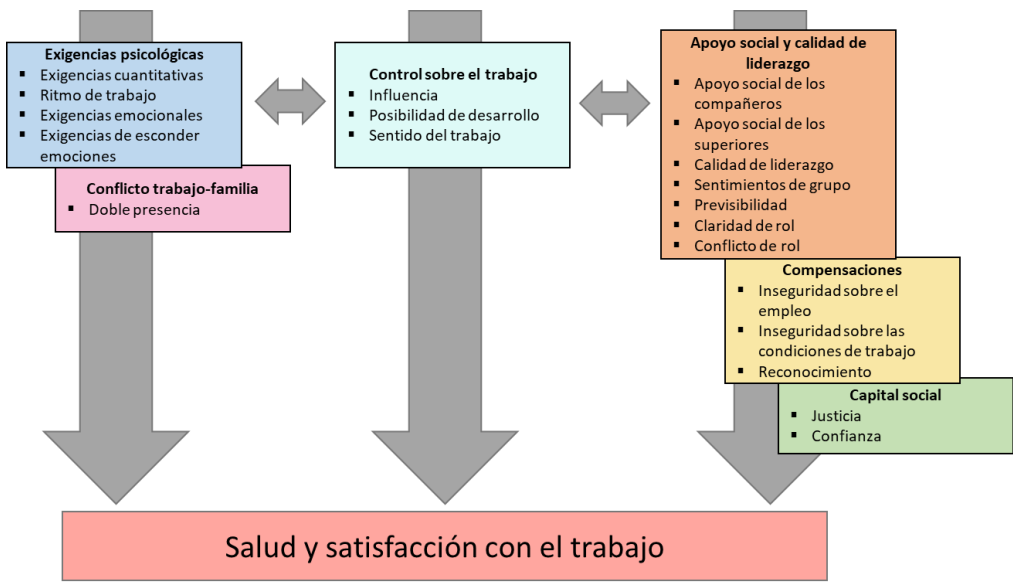 Exigencias psicológicas
▪ Exigencias cuantitativas
▪ Ritmo de trabajo
▪ Exigencias emocionales
▪ Exigencias de esconder
emociones
Conflicto trabajo-familia
▪ Doble presencia
Control sobre el trabajo
▪ Influencia
▪ Posibilidad de desarrollo
▪ Sentido del trabajo
Apoyo social y calidad de
liderazgo
▪ Apoyo social de los
compañeros
▪ Apoyo social de los
superiores
▪ Calidad de liderazgo
▪ Sentimientos de grupo
▪ Previsibilidad
▪ Claridad de rol
▪ Conflicto de rol
Compensaciones
▪ Inseguridad sobre el
empleo
▪ Inseguridad sobre las
condiciones de trabajo
▪ Reconocimiento
Capital social
▪ Justicia
▪ Confianza
Salud y satisfacción con el trabajo